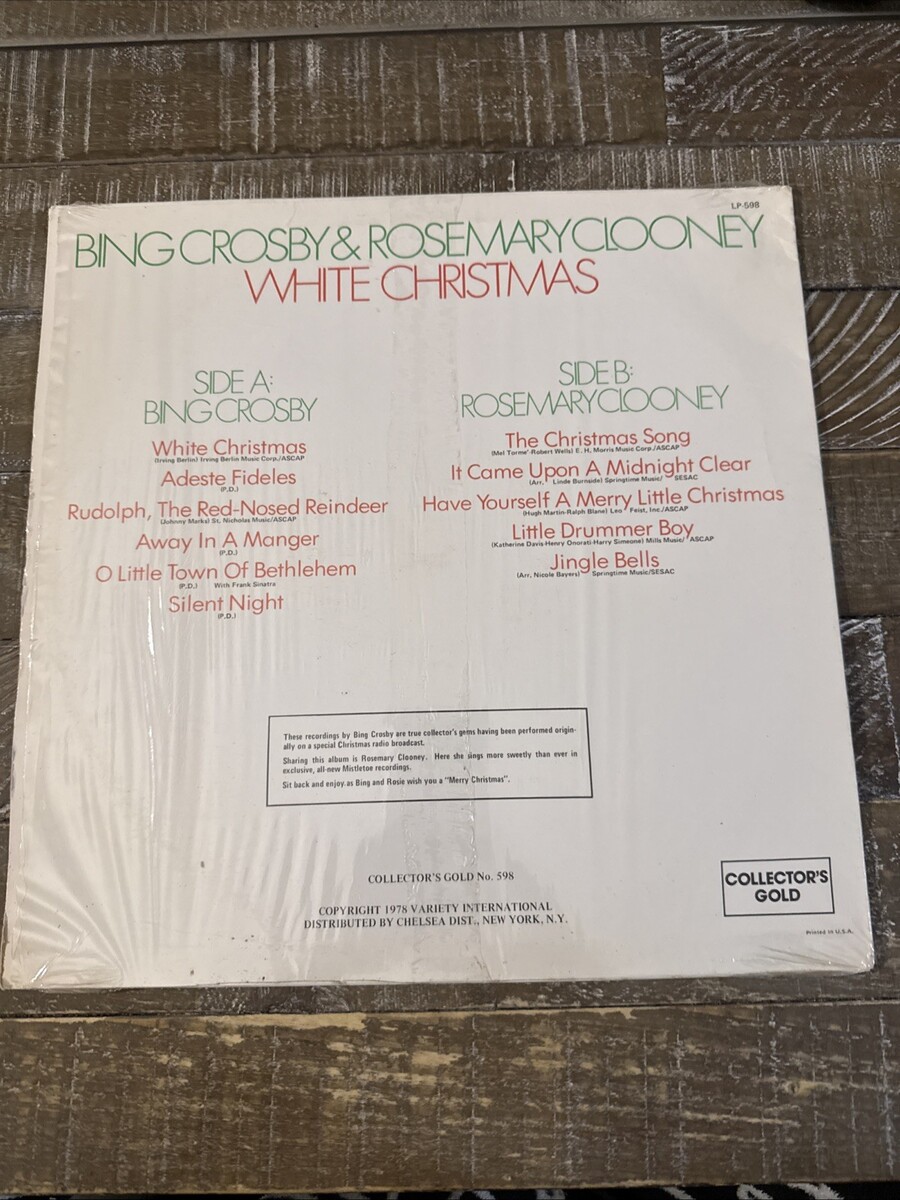 LP-598
BING CROSBY & ROSEMARY CLOONEY
WHITE CHRISTMAS
SIDE A:
BING CROSBY
White Christmas
(Irving Berlin) Irving Berlin Music Corp./ASCAP
Adeste Fideles
(P.D.)
Rudolph, The Red-Nosed Reindeer
(Johnny Marks) St. Nicholas Music/ASCAP
Away In A Manger
(P.D.)
O Little Town Of Bethlehem
(P.D.) With Frank Sinatra
Silent Night
(P.D.)
SIDE B:
ROSEMARY CLOONEY
The Christmas Song
(Mel Torme'-Robert Wells) E. H. Morris Music Corp./ASCAP
It Came Upon A Midnight Clear
(Arr. Linde Burnside) Springtime Music/ SESAC
Have Yourself A Merry Little Christmas
(Hugh Martin-Ralph Blane) Leo Feist, Inc./ASCAP
Little Drummer Boy
(Katherine Davis-Henry Onorati-Harry Simeone) Mills Music/ ASCAP
Jingle Bells
(Arr. Nicole Bayers) Springtime Music/SESAC
These recordings by Bing Crosby are true collector's gems having been performed origin-
ally on a special Christmas radio broadcast.
Sharing this album is Rosemary Clooney. Here she sings more sweetly than ever in
exclusive, all-new Mistletoe recordings.
Sit back and enjoy as Bing and Rosie wish you a "Merry Christmas".
COLLECTOR'S GOLD No. 598
COPYRIGHT 1978 VARIETY INTERNATIONAL
DISTRIBUTED BY CHELSEA DIST., NEW YORK, N.Y.
COLLECTOR'S
GOLD
Printed in U.S.A.